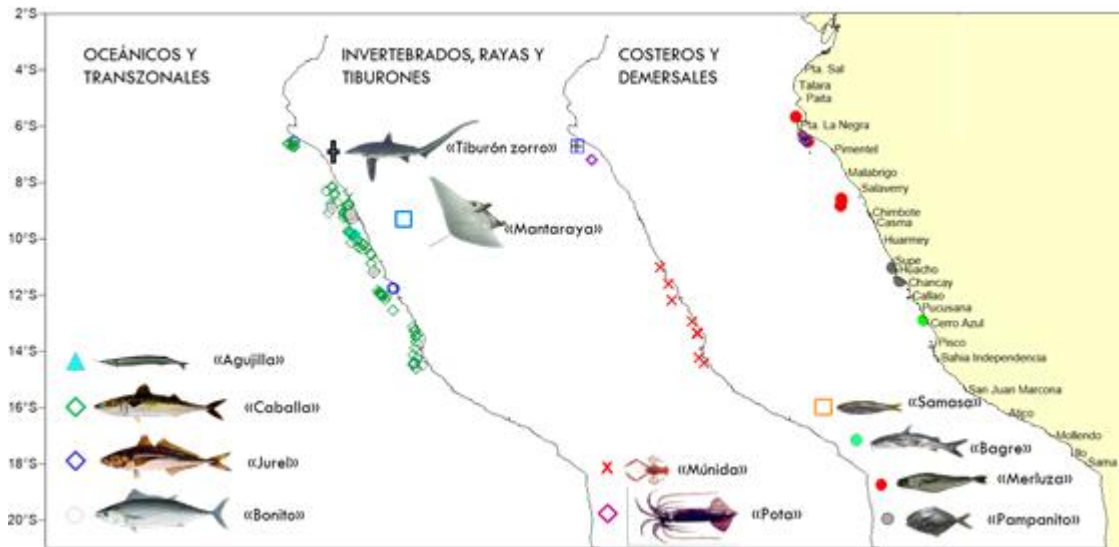 2°S
4°S
6°S
8°S
10°S
12°S
14°S
16°S
18°S
20°S
OCEÁNICOS Y
TRANSZONALES
INVERTEBRADOS, RAYAS Y
TIBURONES
COSTEROS Y
DEMERSALES
«Tiburón zorro»
«Mantaraya»
«Agujilla»
«Caballa»
«Jurel»
«Bonito»
«Múnida»
«Pota»
«Samasa»
«Bagre»
«Merluza»
«Pampanito»
Pta. Sal
Talara
Paita
Pta. La Negra
Pimentel
Malabrigo
Salaverry
Chimbote
Casma
Huarmey
Supe
Huacho
Chancay
Callao
Pucusana
Cerro Azul
Pisco
Bahia Independencia
San Juan Marcona
Atico
Mollendo
Ilo
Sama